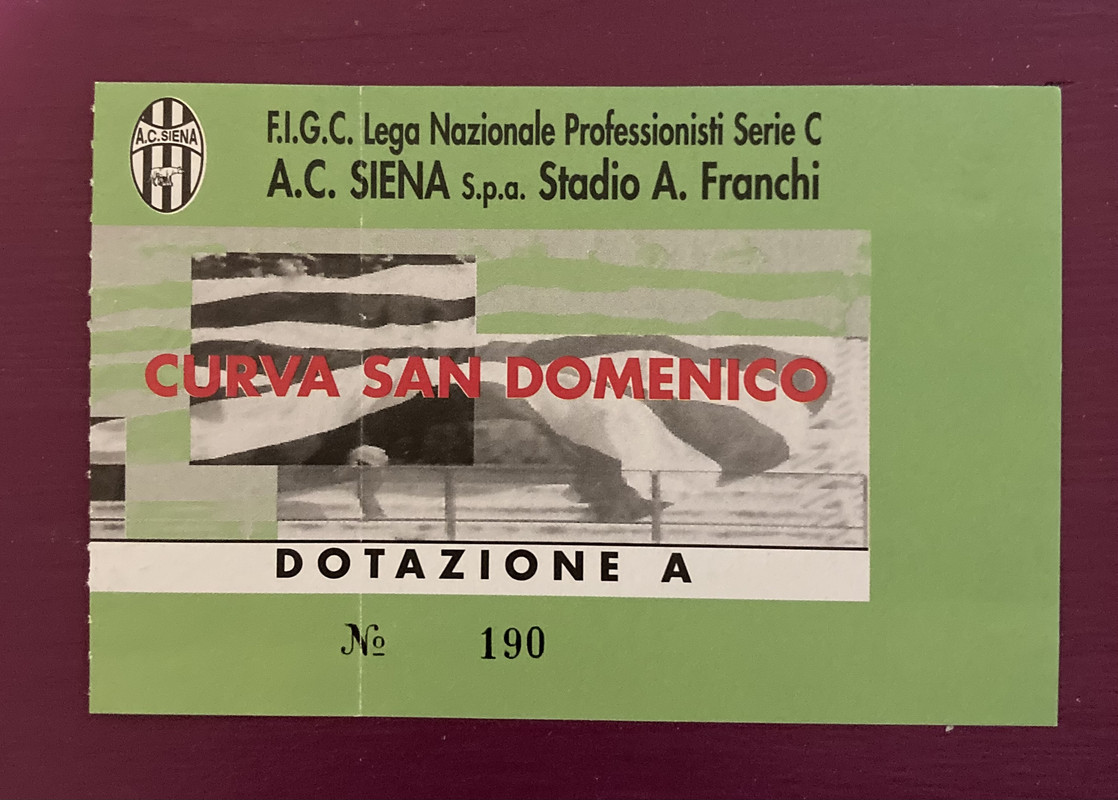 A.C. SIENA
F.I.G.C. Lega Nazionale Professionisti Serie C
A.C. SIENA S.p.a. Stadio A. Franchi
CURVA SAN DOMENICO
DOTAZIONE A
№ 190